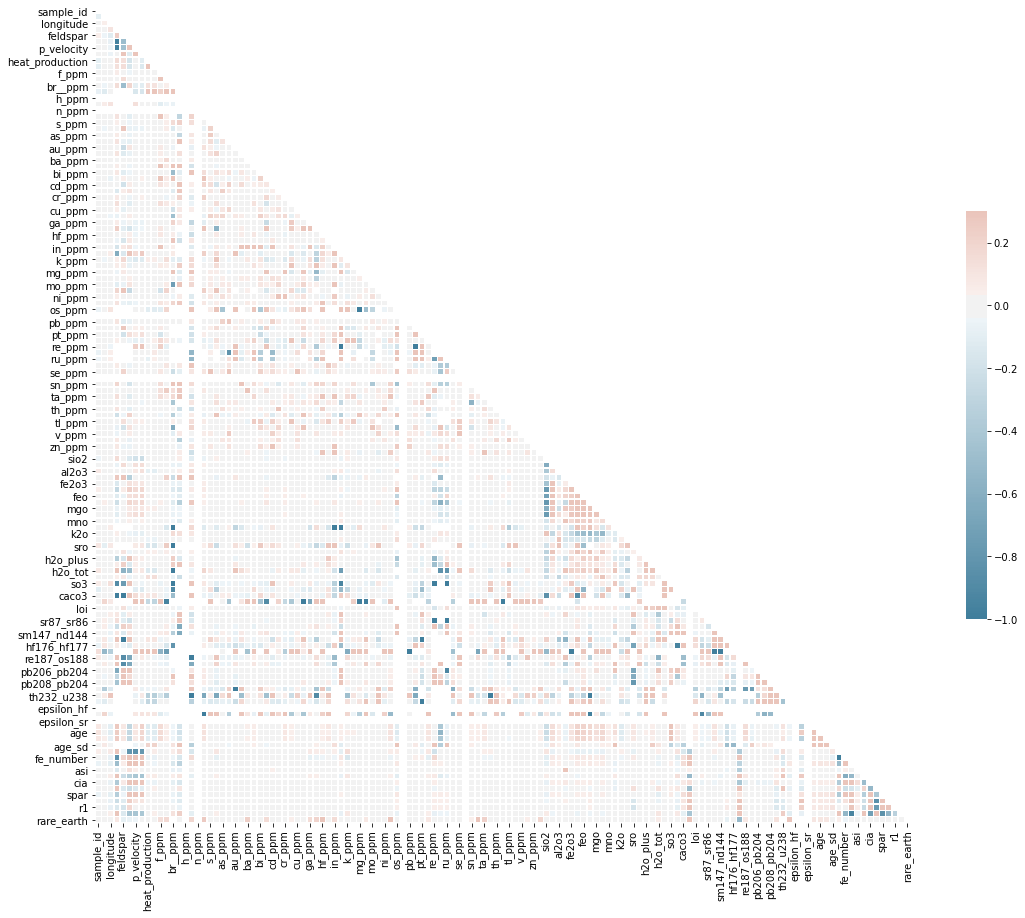 sample_id
longitude
feldspar
p_velocity
heat_production
f_ppm
br__ppm
h_ppm
n_ppm
s_ppm
as_ppm
au_ppm
ba_ppm
bi_ppm
cd_ppm
cr_ppm
cu_ppm
ga_ppm
hf_ppm
in_ppm
k_ppm
mg_ppm
mo_ppm
ni_ppm
os_ppm
pb_ppm
pt_ppm
re_ppm
ru_ppm
se_ppm
sn_ppm
ta_ppm
th_ppm
tl_ppm
v_ppm
zn_ppm
sio2
al2o3
fe2o3
feo
mgo
mno
k2o
sro
h2o_plus
h2o_tot
so3
caco3
loi
sr87_sr86
sm147_nd144
hf176_hf177
re187_os188
pb206_pb204
pb208_pb204
th232_u238
epsilon_hf
epsilon_sr
age
age_sd
fe_number
asi
cia
spar
r1
rare_earth
0.2
0.0
−0.2
−0.4
−0.6
−0.8
−1.0
sample_id
longitude
feldspar
p_velocity
heat_production
f_ppm
br__ppm
h_ppm
n_ppm
s_ppm
as_ppm
au_ppm
ba_ppm
bi_ppm
cd_ppm
cr_ppm
cu_ppm
ga_ppm
hf_ppm
in_ppm
k_ppm
mg_ppm
mo_ppm
ni_ppm
os_ppm
pb_ppm
pt_ppm
re_ppm
ru_ppm
se_ppm
sn_ppm
ta_ppm
th_ppm
tl_ppm
v_ppm
zn_ppm
sio2
al2o3
fe2o3
feo
mgo
mno
k2o
sro
h2o_plus
h2o_tot
so3
caco3
loi
sr87_sr86
sm147_nd144
hf176_hf177
re187_os188
pb206_pb204
pb208_pb204
th232_u238
epsilon_hf
epsilon_sr
age
age_sd
fe_number
asi
cia
spar
r1
rare_earth